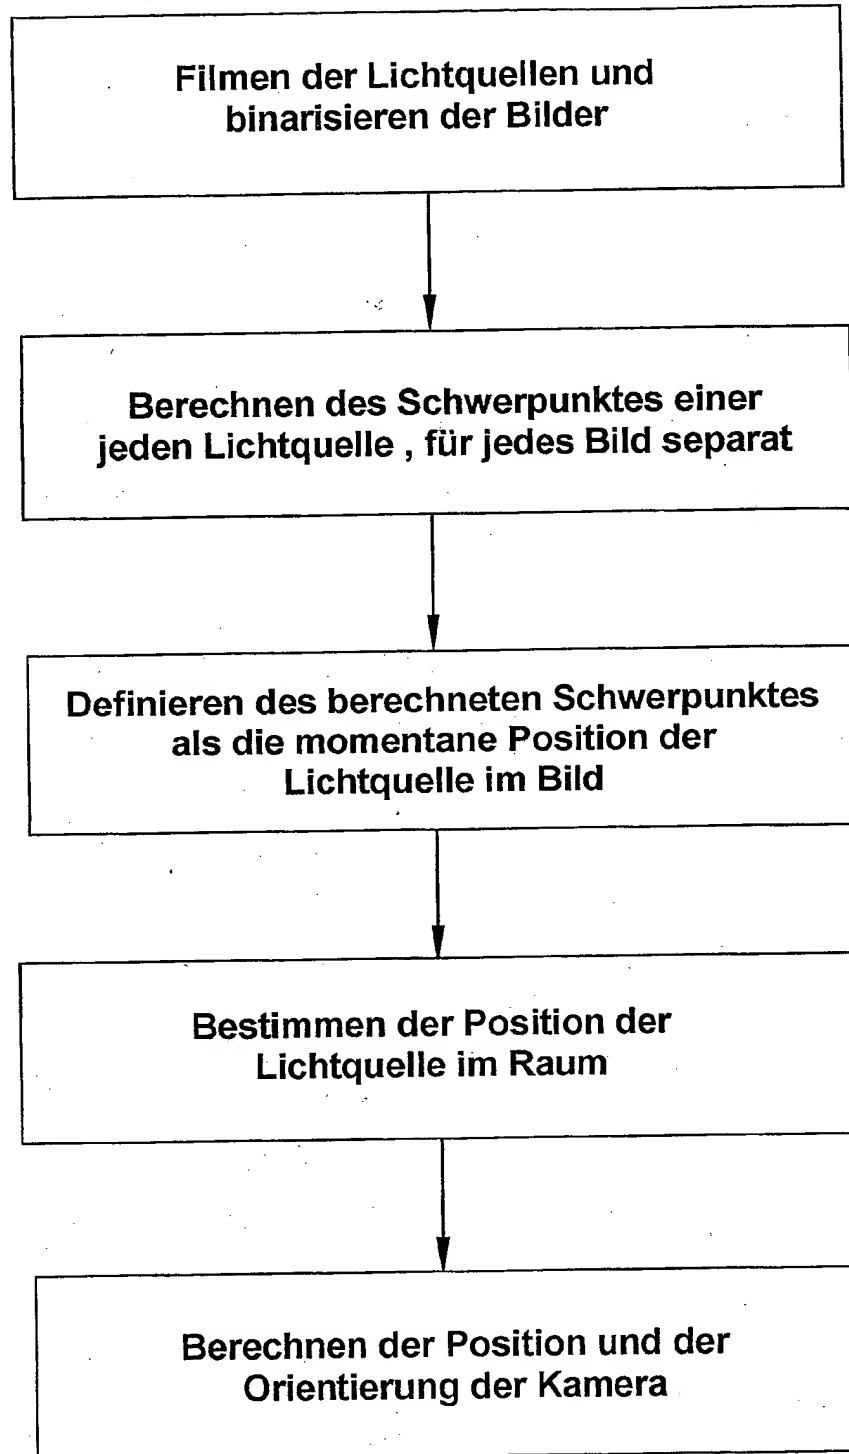 Filmen der Lichtquellen und
binarisieren der Bilder
Berechnen des Schwerpunktes einer
jeden Lichtquelle , für jedes Bild separat
Definieren des berechneten Schwerpunktes
als die momentane Position der
Lichtquelle im Bild
Bestimmen der Position der
Lichtquelle im Raum
Berechnen der Position und der
Orientierung der Kamera